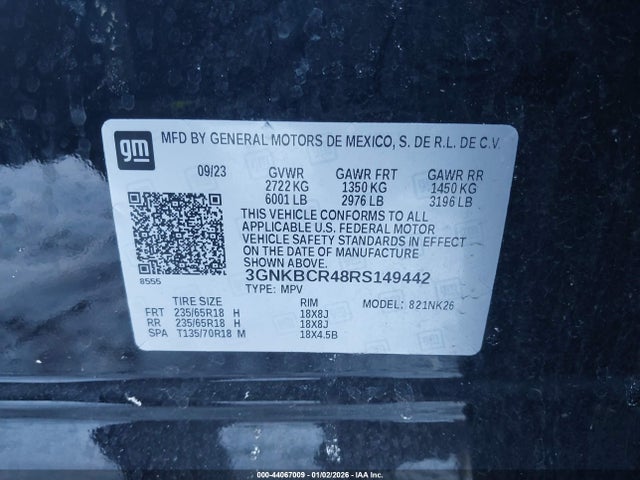 gm
MFD BY GENERAL MOTORS DE MEXICO, S. DE R.L. DE C.V.
09/23 GVWR GAWR FRT GAWR RR
2722 KG 1350 KG 1450 KG
6001 LB 2976 LB 3196 LB
THIS VEHICLE CONFORMS TO ALL
APPLICABLE U.S. FEDERAL MOTOR
VEHICLE SAFETY STANDARDS IN EFFECT
ON THE DATE OF MANUFACTURE
SHOWN ABOVE.
8555
3GNKBCR48RS149442
TYPE: MPV
TIRE SIZE RIM MODEL: 821NK26
FRT 235/65R18 H 18X8J
RR 235/65R18 H 18X8J
SPA T135/70R18 M 18X4.5B
000-44067009 - 01/02/2026 - IAA Inc.